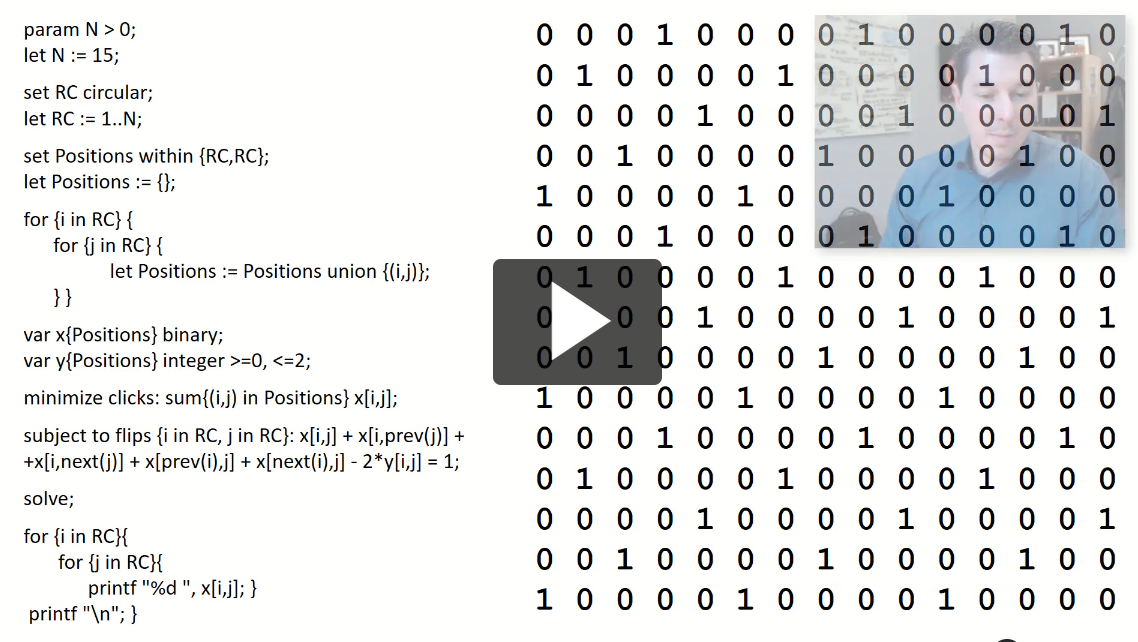 param N > 0;
let N := 15;
set RC circular;
let RC := 1..N;
set Positions within {RC,RC};
let Positions := {};
for {i in RC} {
for {j in RC} {
let Positions := Positions union {(i,j)};
} }
var x{Positions} binary;
var y{Positions} integer >=0, <=2;
minimize clicks: sum{(i,j) in Positions} x[i,j];
subject to flips {i in RC, j in RC}: x[i,j] + x[i,prev(j)] +
+x[i,next(j)] + x[prev(i),j] + x[next(i),j] - 2*y[i,j] = 1;
solve;
for {i in RC}{
for {j in RC}{
printf "%d ", x[i,j]; }
printf "\n"; }
0 0 0 1 0 0 0 0 1 0 0 0 0 1 0
0 1 0 0 0 0 1 0 0 0 0 1 0 0 0
0 0 0 0 1 0 0 0 0 1 0 0 0 0 1
0 0 1 0 0 0 0 1 0 0 0 0 1 0 0
1 0 0 0 0 1 0 0 0 0 1 0 0 0 0
0 0 0 1 0 0 0 0 1 0 0 0 0 1 0
0 1 0 0 0 0 1 0 0 0 0 1 0 0 0
0 0 0 1 0 0 0 0 1 0 0 0 0 1
0 0 1 0 0 0 0 1 0 0 0 0 1 0 0
1 0 0 0 0 1 0 0 0 0 1 0 0 0 0
0 0 0 1 0 0 0 0 1 0 0 0 0 1 0
0 1 0 0 0 0 1 0 0 0 0 1 0 0 0
0 0 0 0 1 0 0 0 0 1 0 0 0 0 1
0 0 1 0 0 0 0 1 0 0 0 0 1 0 0
1 0 0 0 0 1 0 0 0 0 1 0 0 0 0